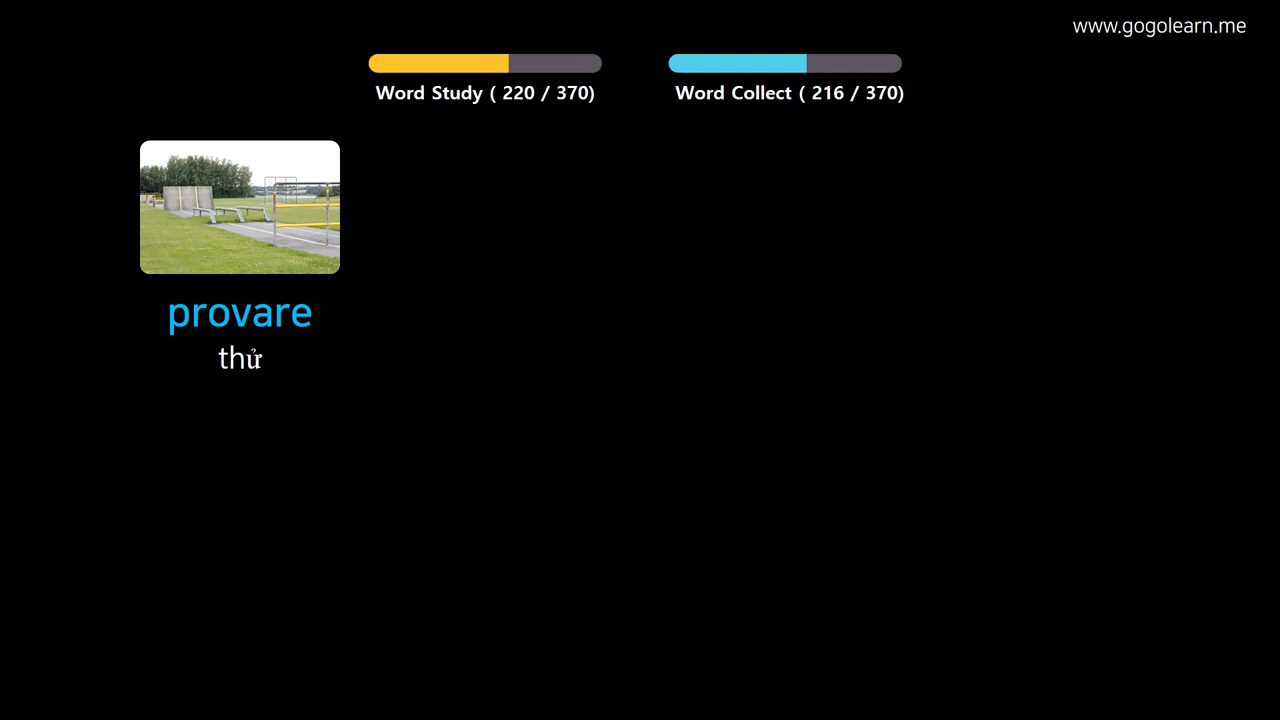 www.gogolearn.me
Word Study ( 220 / 370)
Word Collect ( 216 / 370)
provare
thử